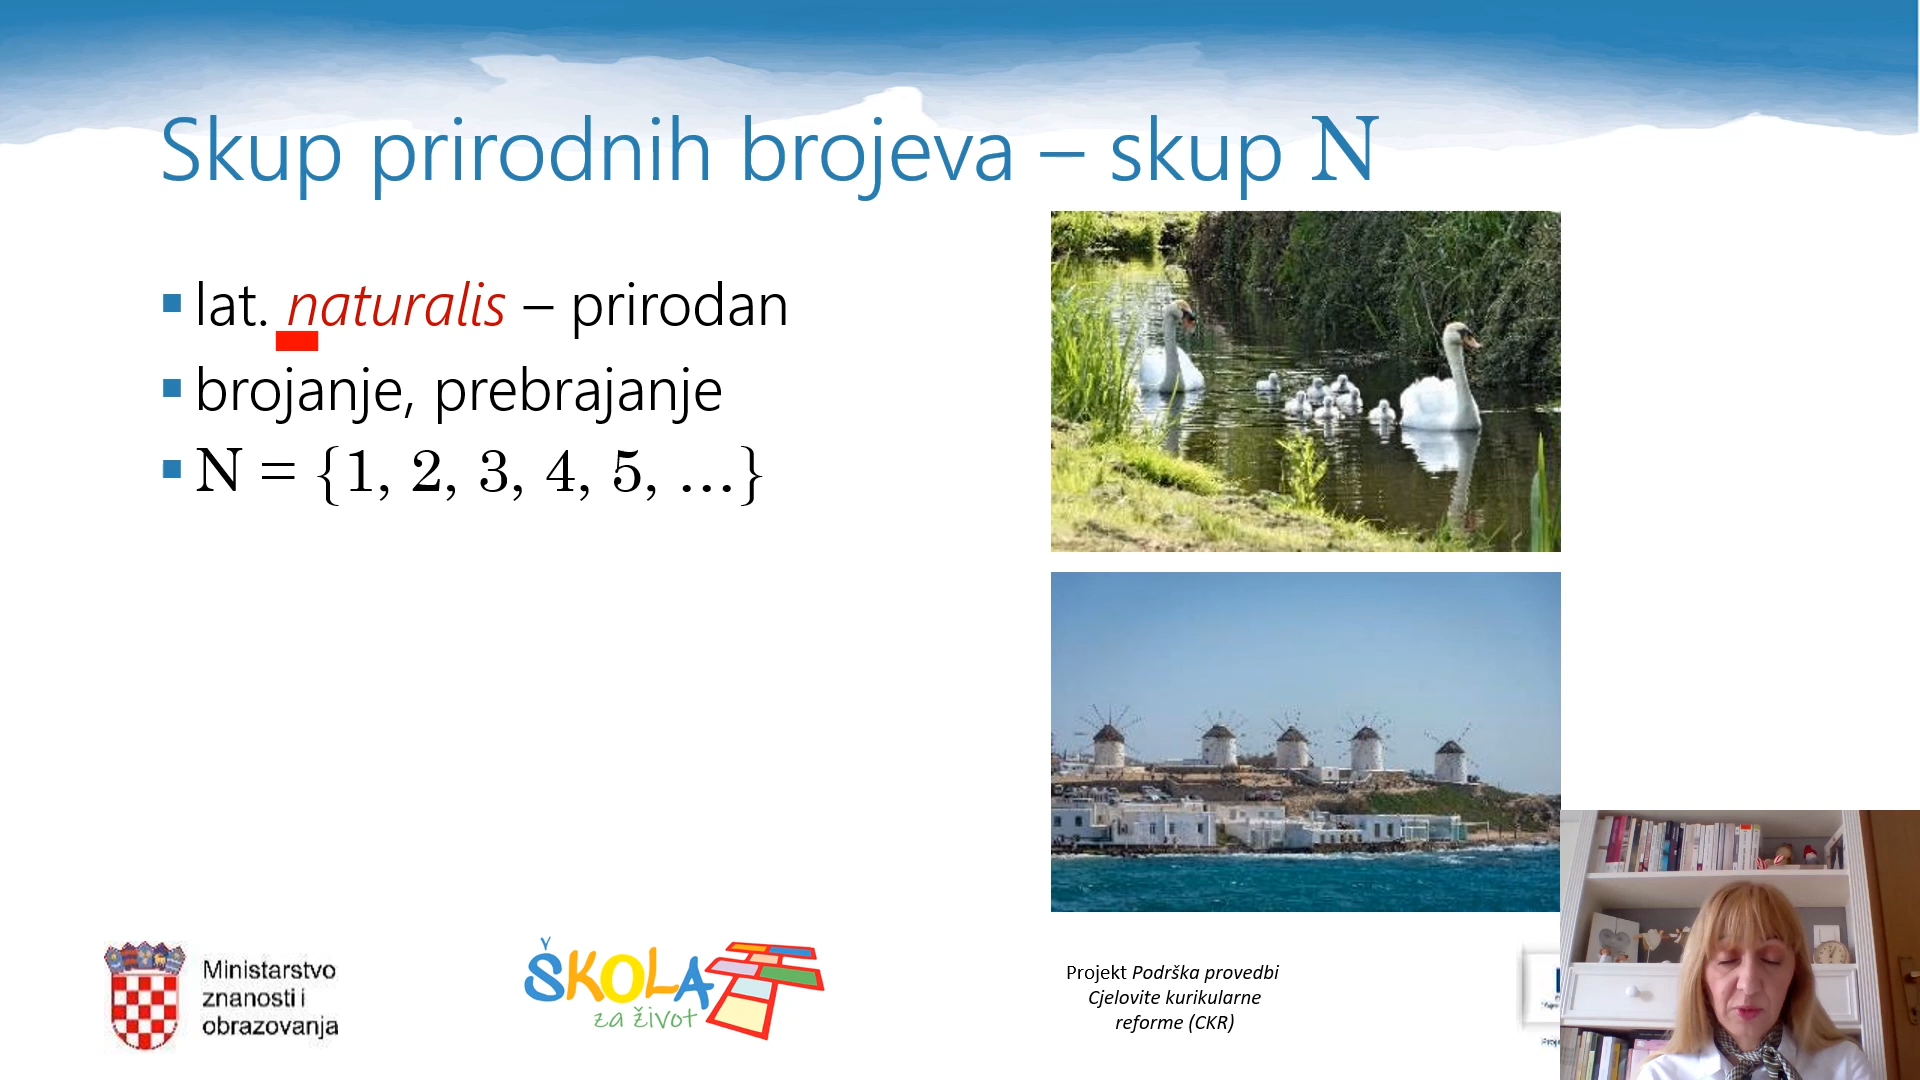 Skup prirodnih brojeva – skup N
lat. naturalis – prirodan
brojanje, prebrajanje
N = {1, 2, 3, 4, 5, …}
Ministarstvo
znanosti i
obrazovanja
ŠKOLA
za život
Projekt Podrška provedbi
Cjelovite kurikularne
reforme (CKR)